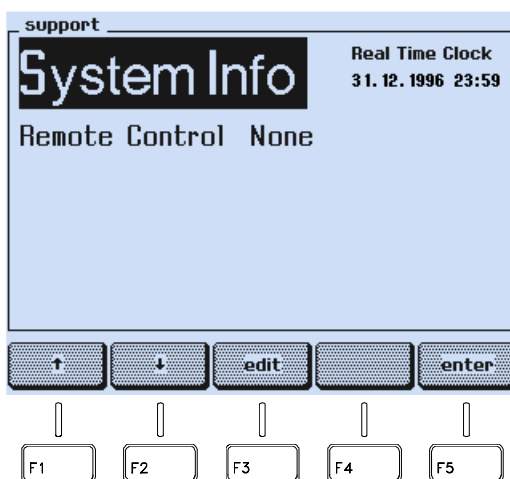 support
System Info
Real Time Clock
31.12.1996 23:59
Remote Control None
↑ ↓ edit enter
F1 F2 F3 F4 F5